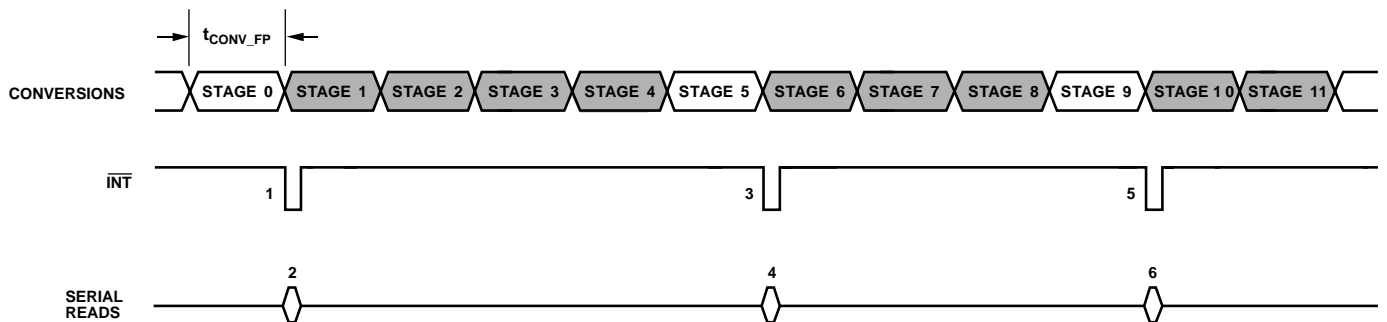 tCONV_FP
CONVERSIONS
STAGE 0
STAGE 1
STAGE 2
STAGE 3
STAGE 4
STAGE 5
STAGE 6
STAGE 7
STAGE 8
STAGE 9
STAGE 10
STAGE 11
INT
1
3
5
2
4
6
SERIAL
READS